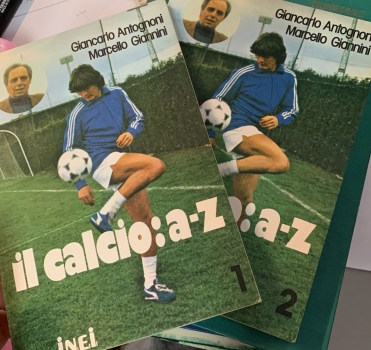 Giancarlo Antognoni
Marcello Giannini
il calcio:a-z
1
inei
Giancarlo Antognoni
Marcello Giannini
o:a-z
2